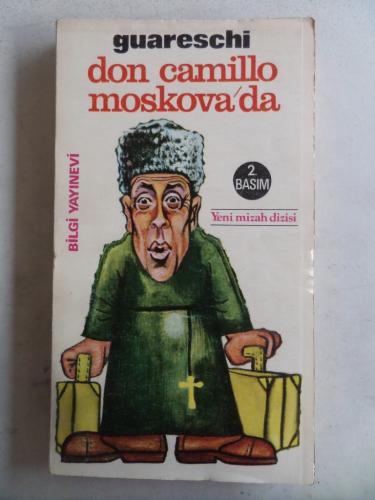 guareschi
don camillo
moskova'da
2.
BASIM
Yeni mizah dizisi
BİLGİ YAYINEVİ